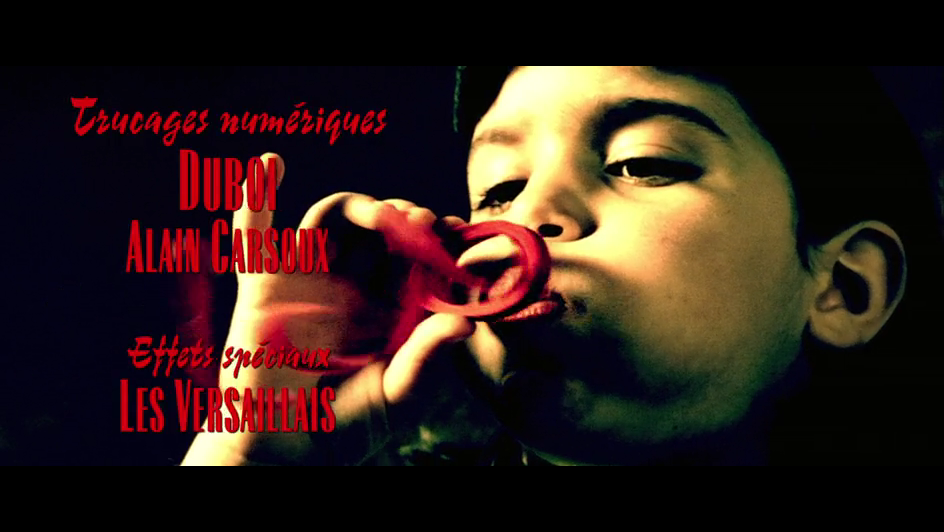 Trucages numériques
DUBOI
ALAIN CARSOUX
Effets spéciaux
LES VERSAILLAIS